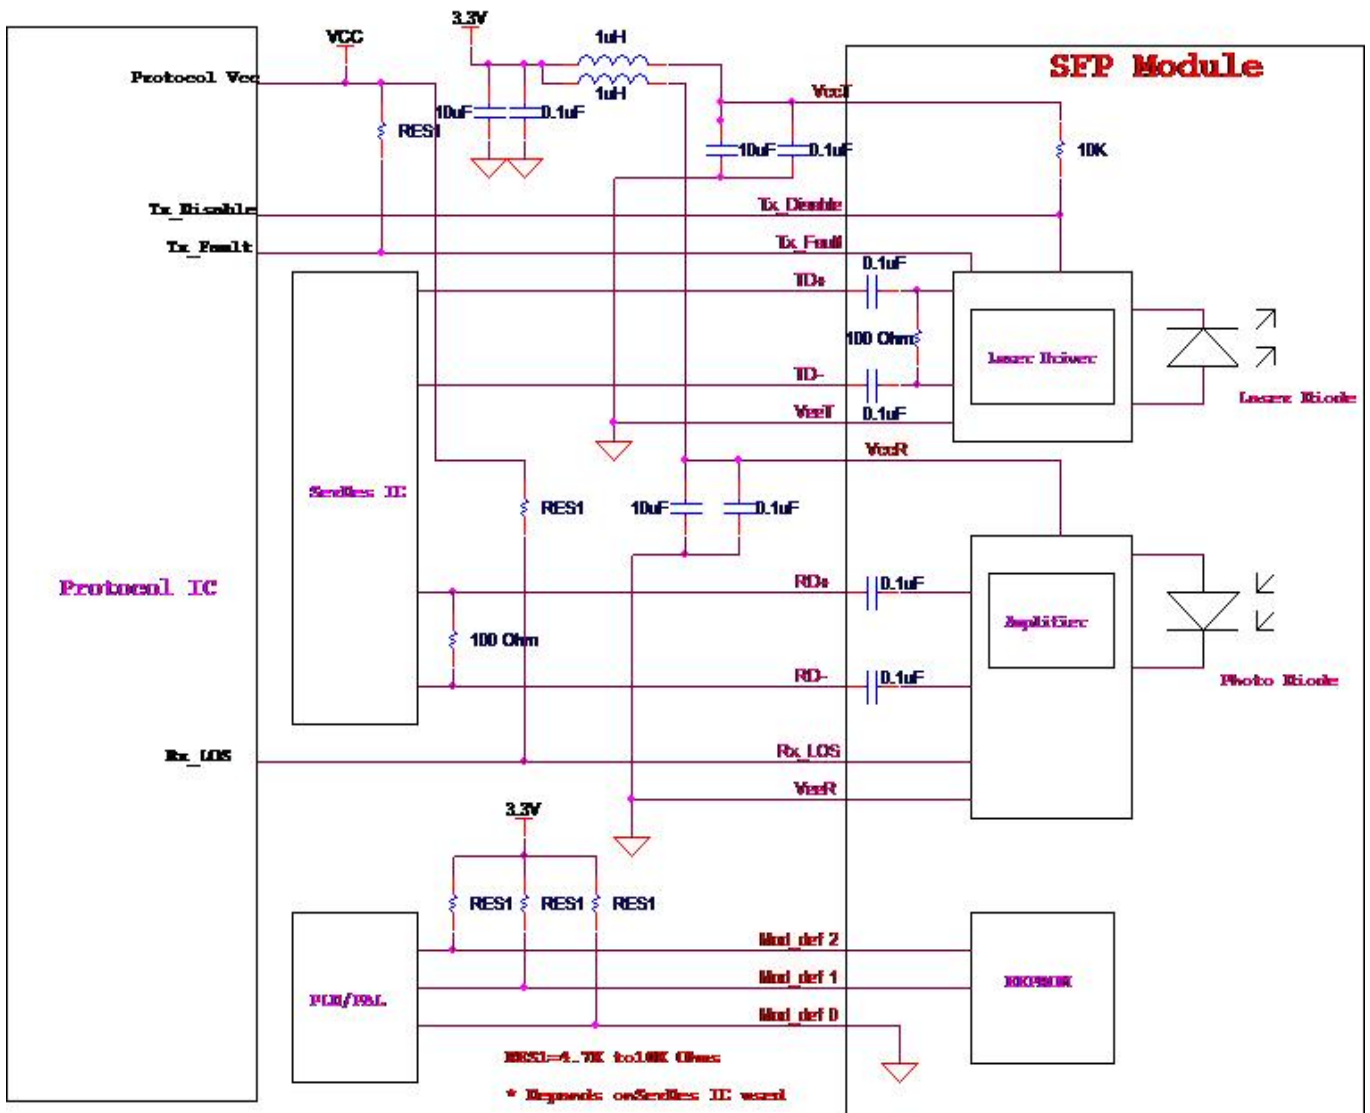 3.3V
VCC
1uH
SFP Module
Protocol Vcc
1uH
VccT
10uF
0.1uF
RES1
10uF
0.1uF
10K
Tx_Disable
Tx_Disable
Tx_Fault
Tx_Fault
0.1uF
TD+
100 Ohm
Laser Driver
TD-
Laser Diode
VeeT
0.1uF
VccR
SerDes IC
RES1
10uF
0.1uF
Protocol IC
RD+
0.1uF
Amplifier
100 Ohm
RD-
0.1uF
Photo Diode
Rx_LOS
Rx_LOS
VeeR
3.3V
RES1
RES1
RES1
Mod_def 2
Mod_def 1
EEPROM
PLD/PAL
Mod_def 0
RES1=4.7K to10K Ohms
* Depends onSerDes IC used